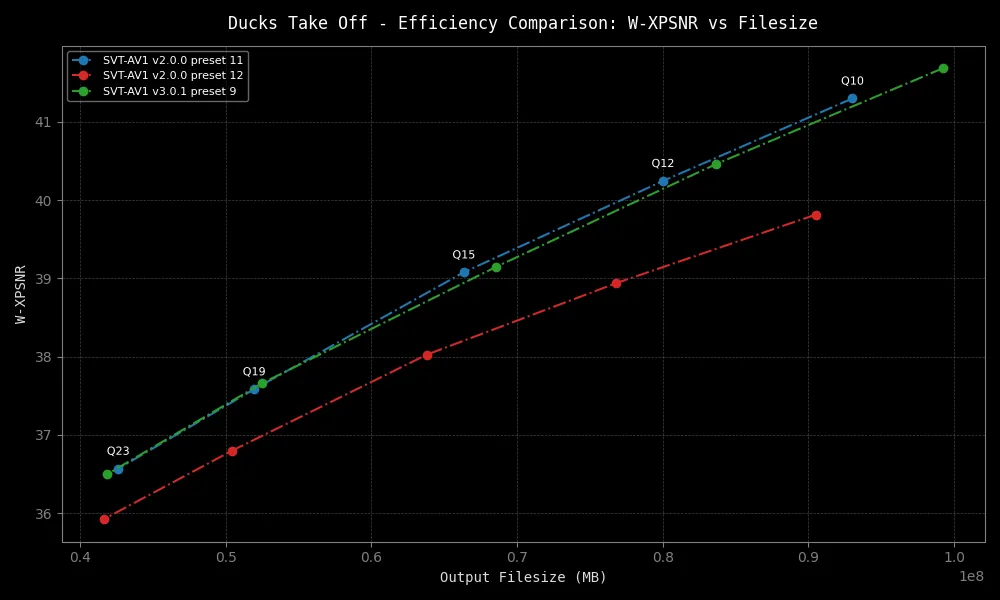 Ducks Take Off - Efficiency Comparison: W-XPSNR vs Filesize
SVT-AV1 v2.0.0 preset 11
SVT-AV1 v2.0.0 preset 12
SVT-AV1 v3.0.1 preset 9
Q10
Q12
Q15
Q19
Q23
W-XPSNR
41
40
39
38
37
36
0.4 0.5 0.6 0.7 0.8 0.9 1.0
1e8
Output Filesize (MB)